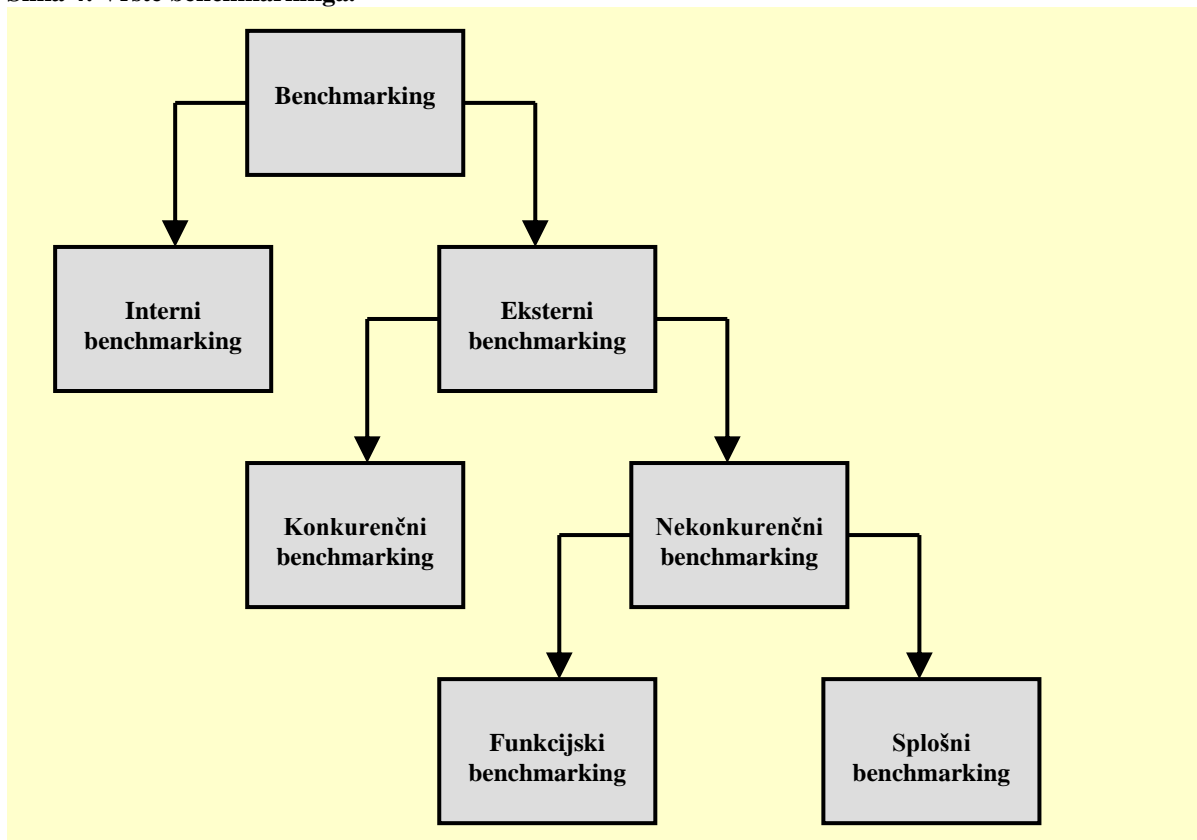 Benchmarking
Interni
benchmarking
Eksterni
benchmarking
Konkurenčni
benchmarking
Nekonkurenčni
benchmarking
Funkcijski
benchmarking
Splošni
benchmarking